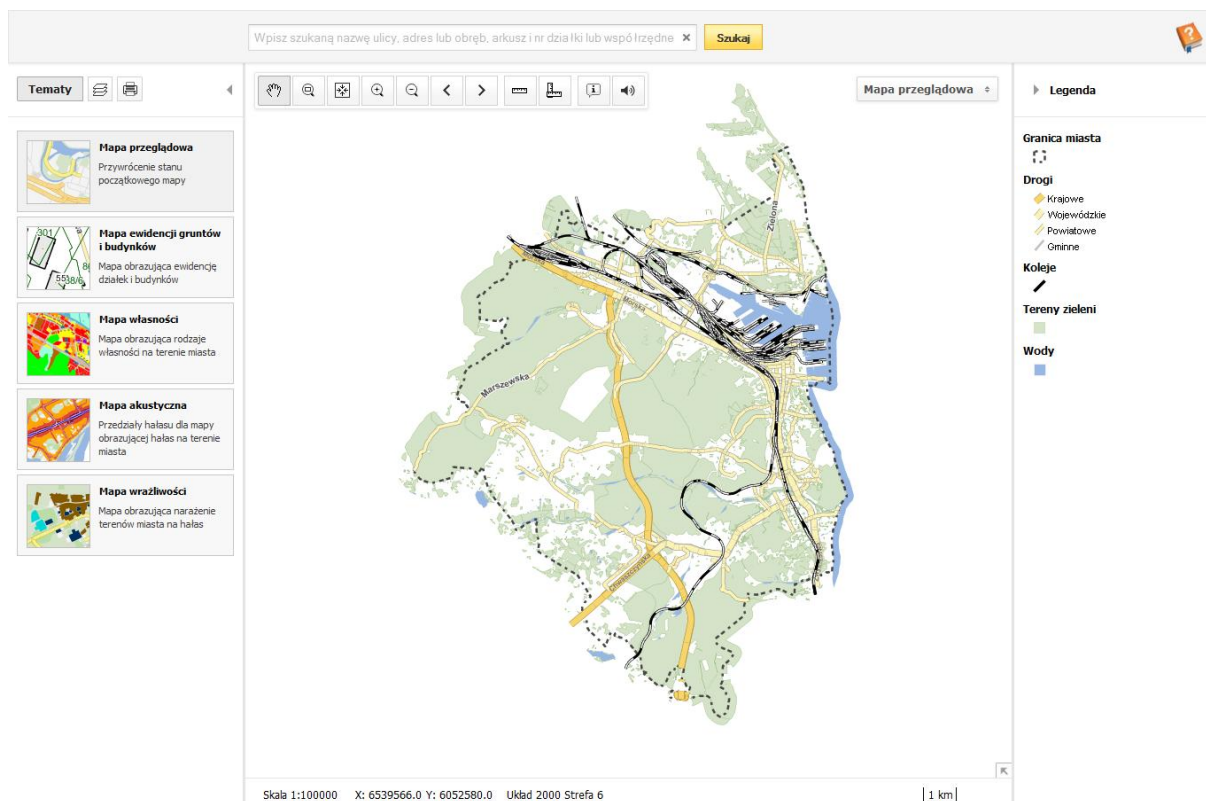 Wpisz szukaną nazwę ulicy, adres lub obręb, arkusz i nr działki lub współrzędne
Szukaj
Tematy
Mapa przeglądowa
Legenda
Mapa przeglądowa
Przywrócenie stanu
początkowego mapy
Mapa ewidencji gruntów
i budynków
Mapa obrazująca ewidencję
działek i budynków
301
Mapa własności
Mapa obrazująca rodzaje
własności na terenie miasta
Mapa akustyczna
Przedziały hałasu dla mapy
obrazującej hałas na terenie
miasta
Mapa wrażliwości
Mapa obrazująca narażenie
terenów miasta na hałas
Zielona
Morska
Marszewska
Chwaszczyńska
Granica miasta
Drogi
Krajowe
Wojewódzkie
Powiatowe
Gminne
Koleje
Tereny zieleni
Wody
Skala 1:100000 X: 6539566.0 Y: 6052580.0 Układ 2000 Strefa 6
1 km